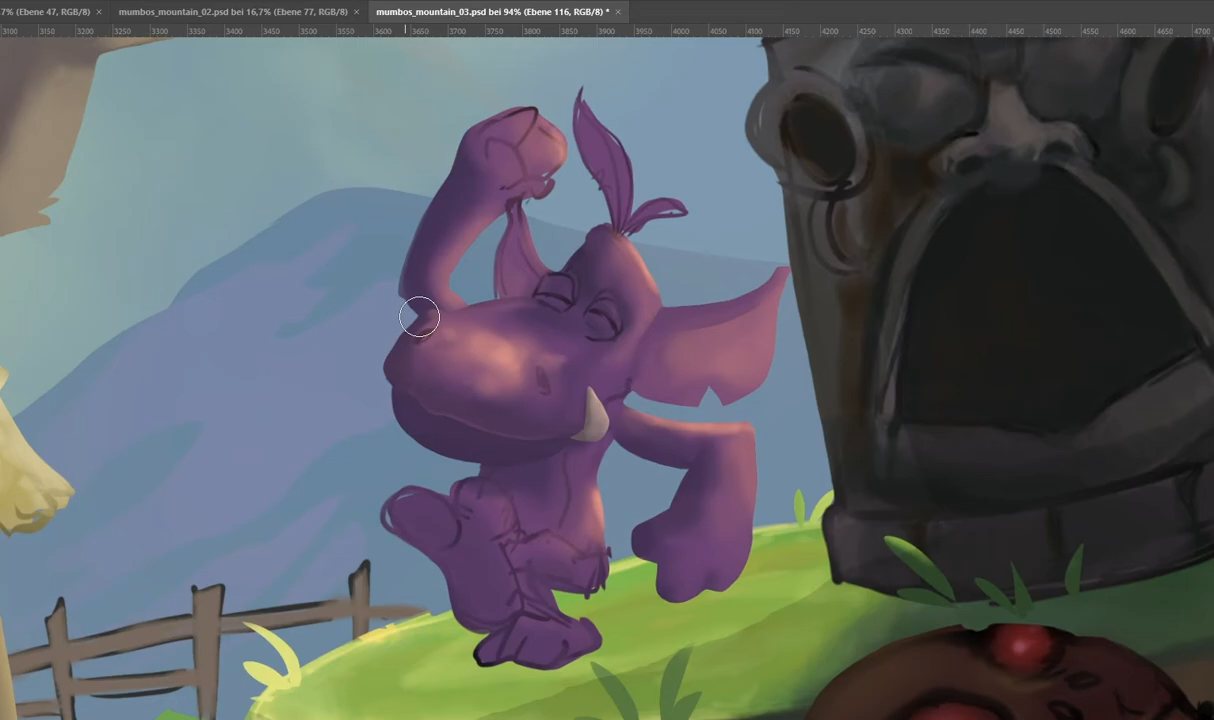 7% (Ebene 47, RGB/8) × mumbos_mountain_02.psd bei 16,7% (Ebene 77, RGB/8) × mumbos_mountain_03.psd bei 94% (Ebene 116, RGB/8) * ×
3100 3150 3200 3250 3300 3350 3400 3450 3500 3550 3600 3650 3700 3750 3800 3850 3900 3950 4000 4050 4100 4150 4200 4250 4300 4350 4400 4450 4500 4550 4600 4650 4700